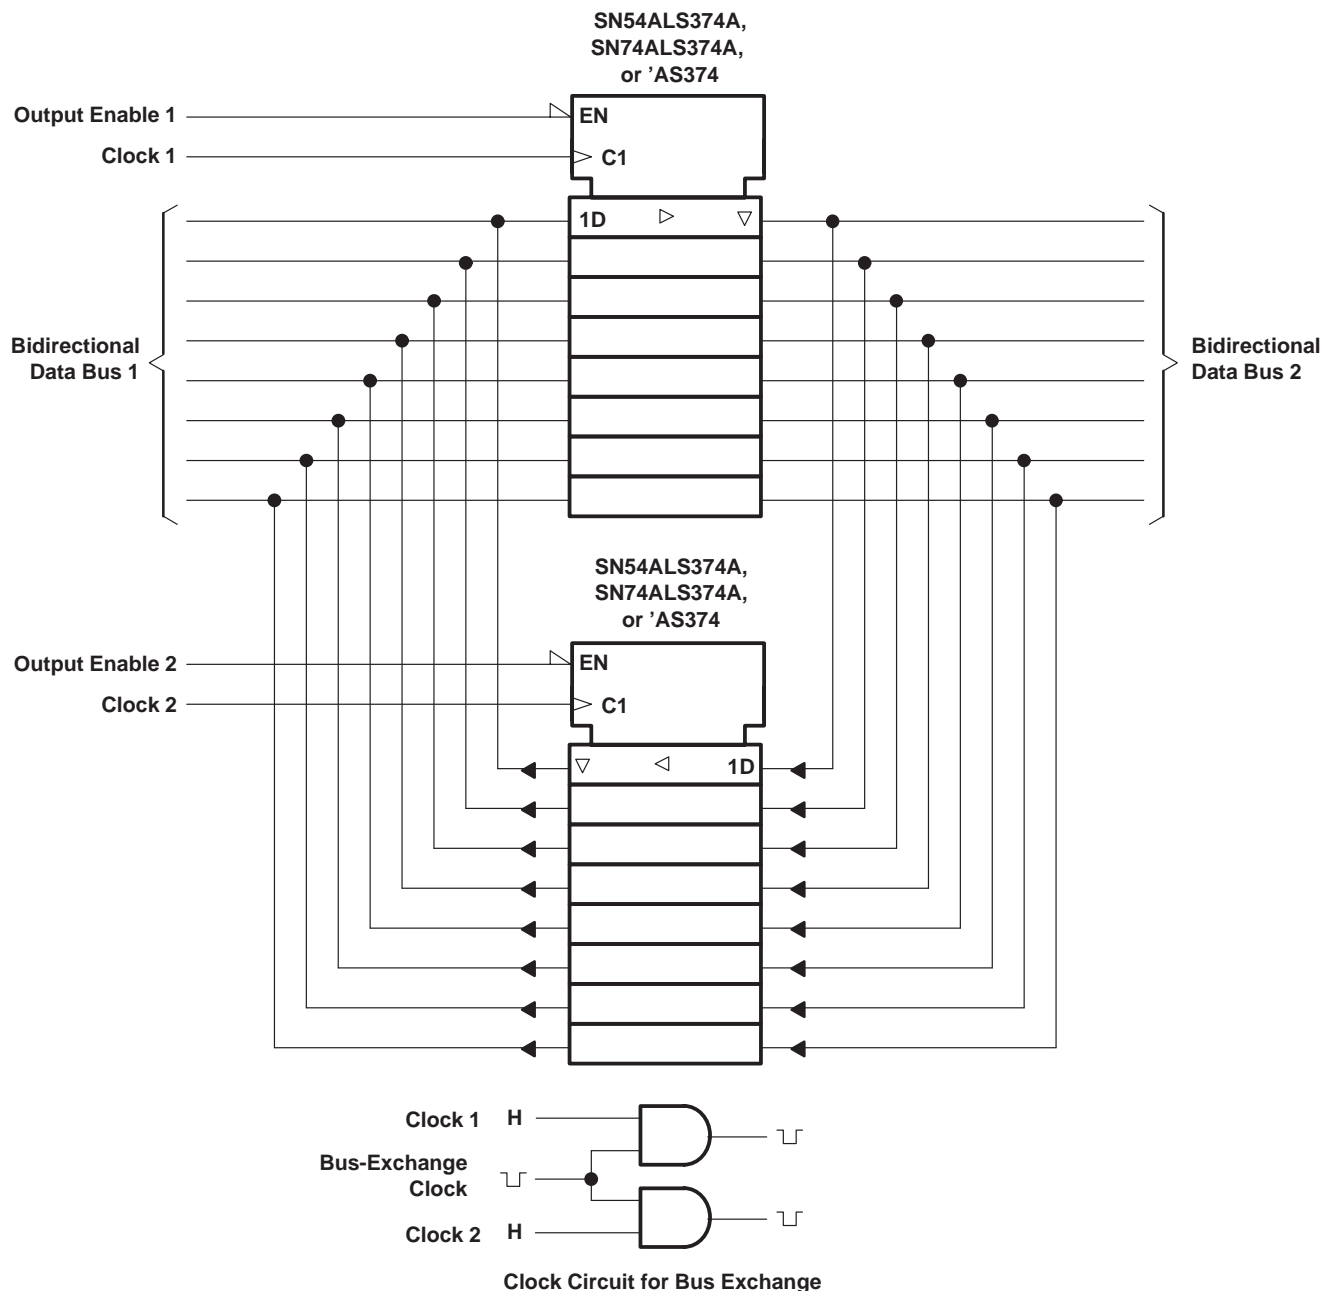 SN54ALS374A,
SN74ALS374A,
or ’AS374
Output Enable 1
EN
Clock 1
C1
1D
Bidirectional
Data Bus 1
Bidirectional
Data Bus 2
SN54ALS374A,
SN74ALS374A,
or ’AS374
Output Enable 2
EN
Clock 2
C1
1D
Clock 1 H
Bus-Exchange
Clock
Clock 2 H
Clock Circuit for Bus Exchange